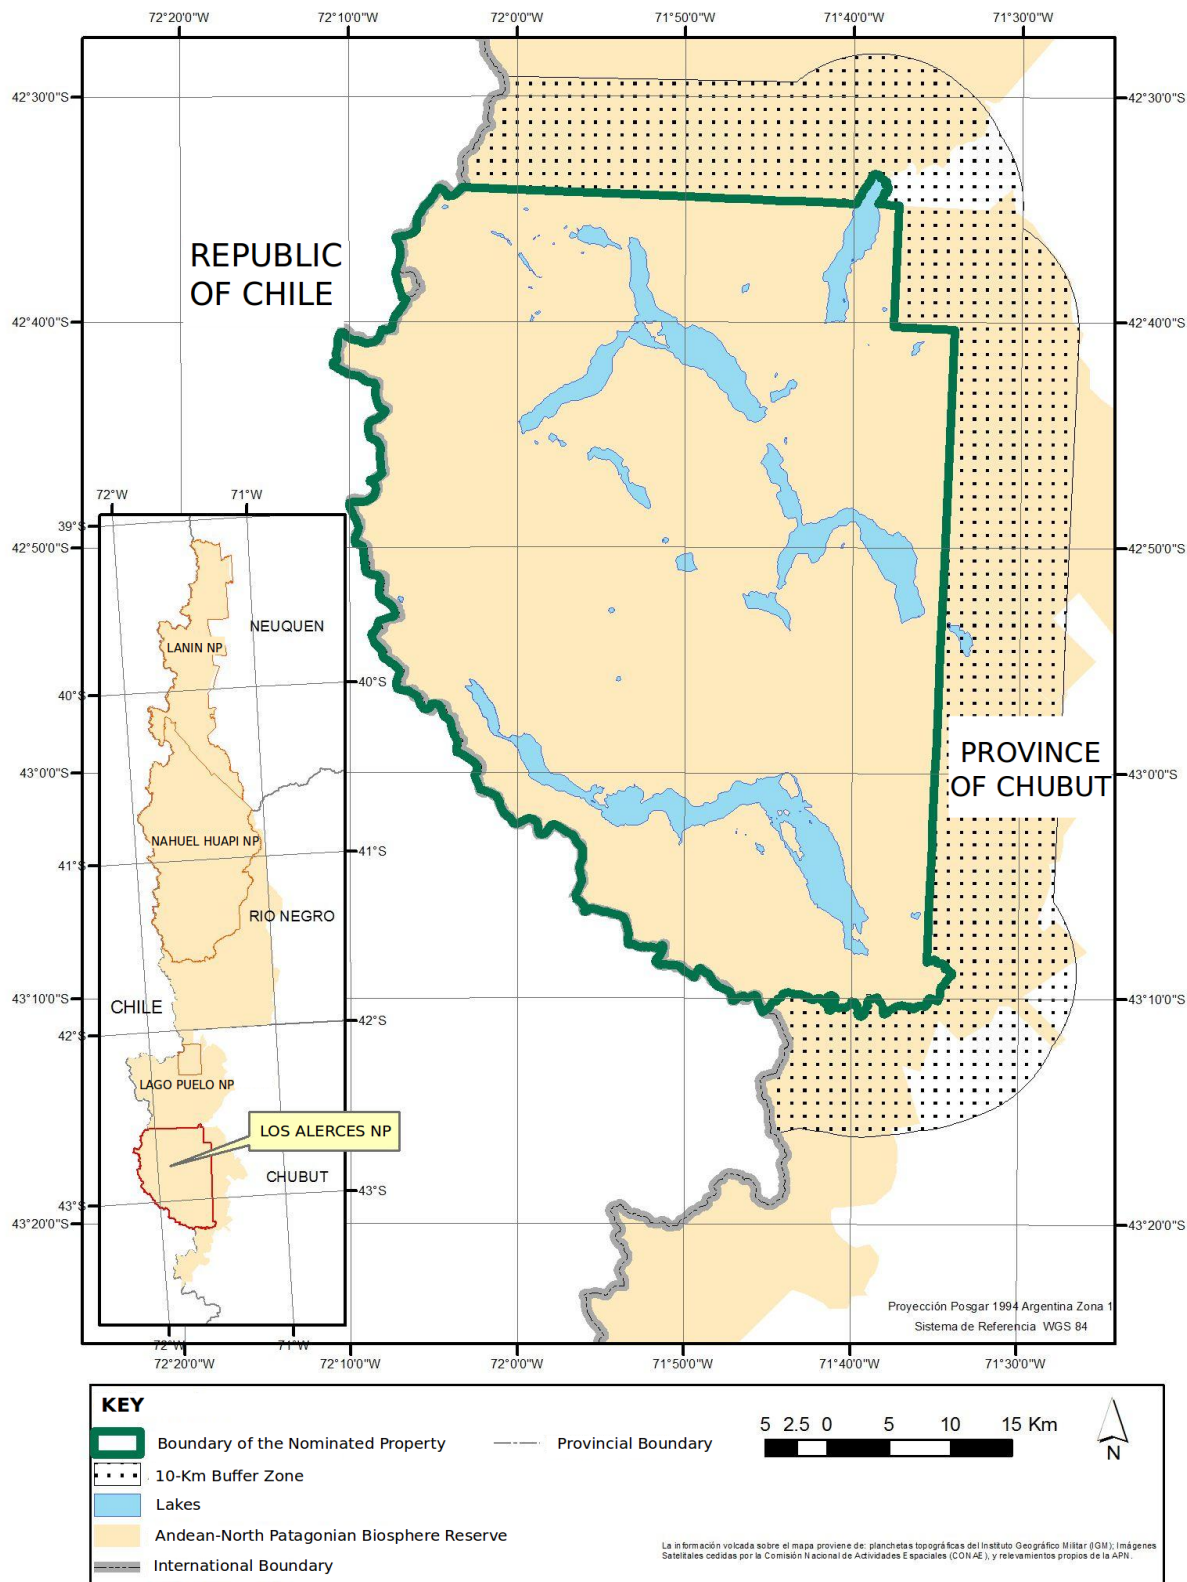 72°20'0"W
72°10'0"W
72°0'0"W
71°50'0"W
71°40'0"W
71°30'0"W
42°30'0"S
42°30'0"S
REPUBLIC
OF CHILE
42°40'0"S
42°40'0"S
72°W
71°W
39°S
42°50'0"S
42°50'0"S
NEUQUEN
LANIN NP
40°S
40°S
PROVINCE
OF CHUBUT
43°0'0"S
43°0'0"S
NAHUEL HUAPI NP
41°S
41°S
RIO NEGRO
43°10'0"S
43°10'0"S
CHILE
42°S
42°S
LAGO PUELO NP
LOS ALERCES NP
CHUBUT
43°S
43°S
43°20'0"S
43°20'0"S
Proyección Posgar 1994 Argentina Zona 1
Sistema de Referencia WGS 84
72°W
71°W
72°20'0"W
72°10'0"W
72°0'0"W
71°50'0"W
71°40'0"W
71°30'0"W
KEY
Boundary of the Nominated Property
Provincial Boundary
5 2.5 0 5 10 15 Km
N
10-Km Buffer Zone
Lakes
Andean-North Patagonian Biosphere Reserve
International Boundary
La información volcada sobre el mapa proviene de: planchetas topográficas del Instituto Geográfico Militar (IGM); Imágenes
Satelitales cedidas por la Comisión Nacional de Actividades Espaciales (CONAE), y relevamientos propios de la APN.